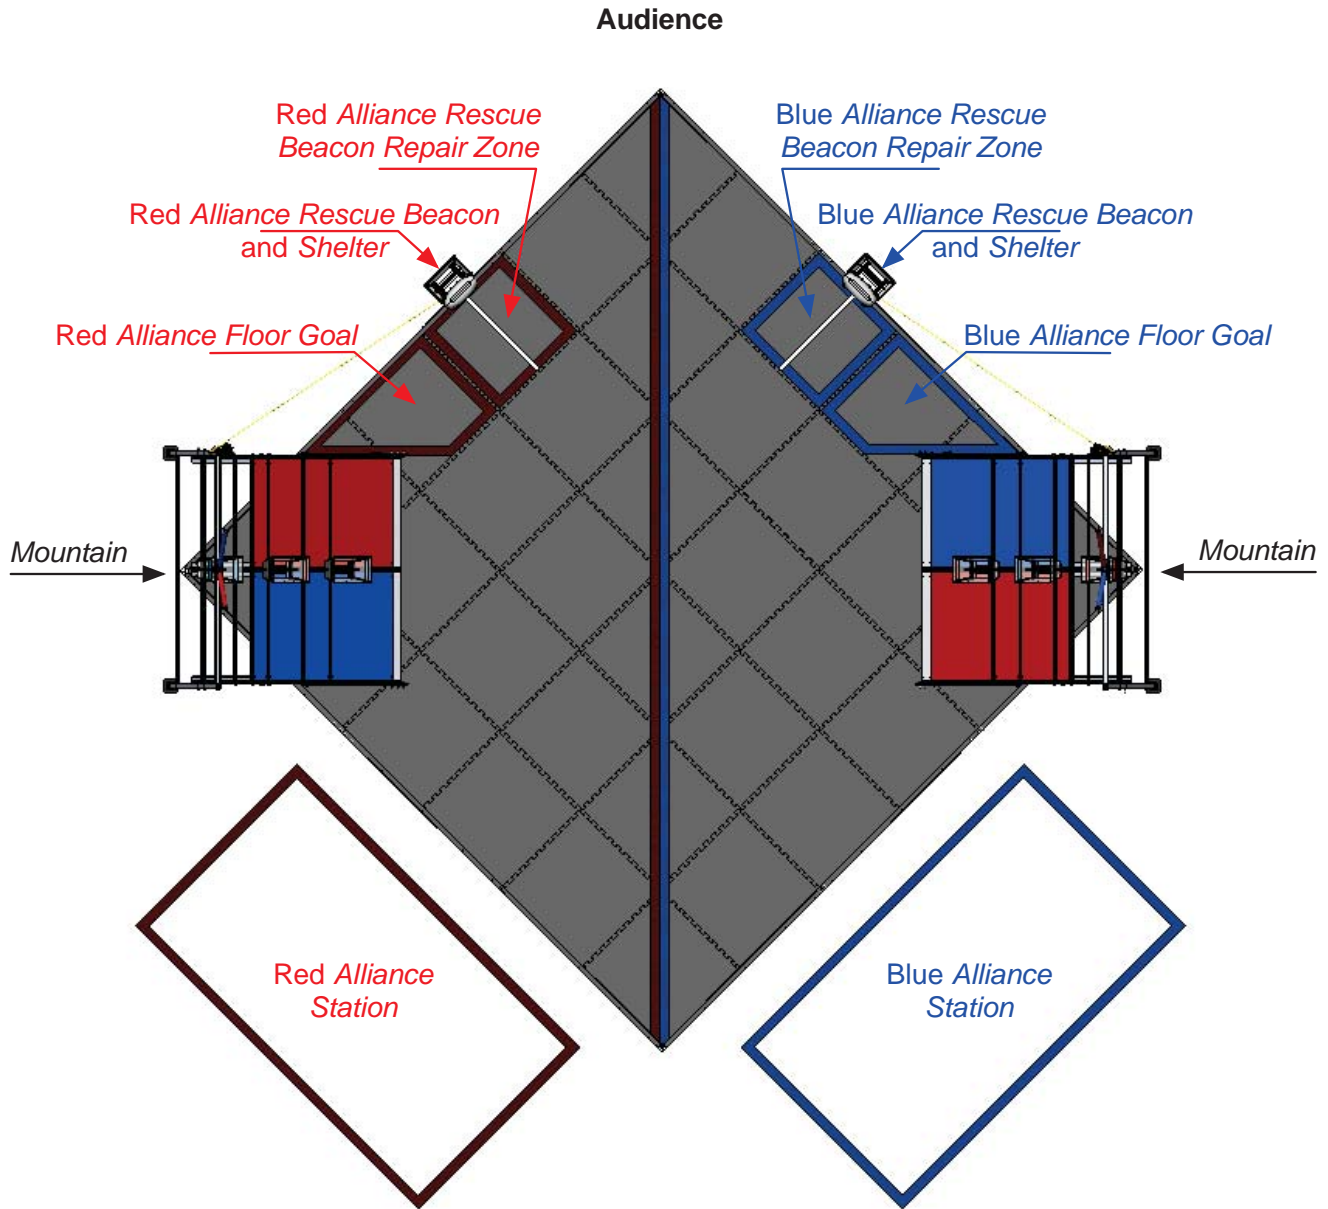 Audience
Red Alliance Rescue
Beacon Repair Zone
Blue Alliance Rescue
Beacon Repair Zone
Red Alliance Rescue Beacon
and Shelter
Blue Alliance Rescue Beacon
and Shelter
Red Alliance Floor Goal
Blue Alliance Floor Goal
Mountain
Mountain
Red Alliance
Station
Blue Alliance
Station